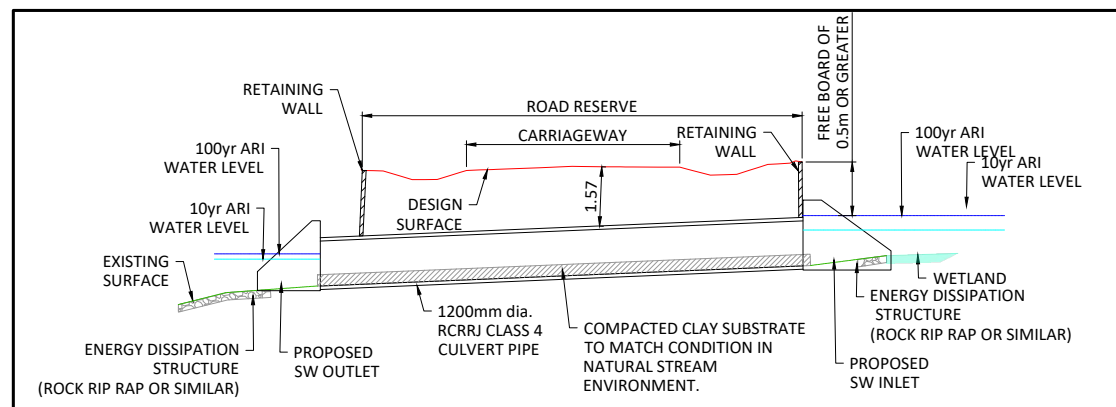 RETAINING
WALL
100yr ARI
WATER LEVEL
10yr ARI
WATER LEVEL
EXISTING
SURFACE
ROAD RESERVE
CARRIAGEWAY
DESIGN
SURFACE
1.57
RETAINING
WALL
FREE BOARD OF
0.5m OR GREATER
100yr ARI
WATER LEVEL
10yr ARI
WATER LEVEL
ENERGY DISSIPATION
STRUCTURE
(ROCK RIP RAP OR SIMILAR)
PROPOSED
SW OUTLET
1200mm dia.
RCRRJ CLASS 4
CULVERT PIPE
COMPACTED CLAY SUBSTRATE
TO MATCH CONDITION IN
NATURAL STREAM
ENVIRONMENT.
PROPOSED
SW INLET
WETLAND
ENERGY DISSIPATION
STRUCTURE
(ROCK RIP RAP OR SIMILAR)